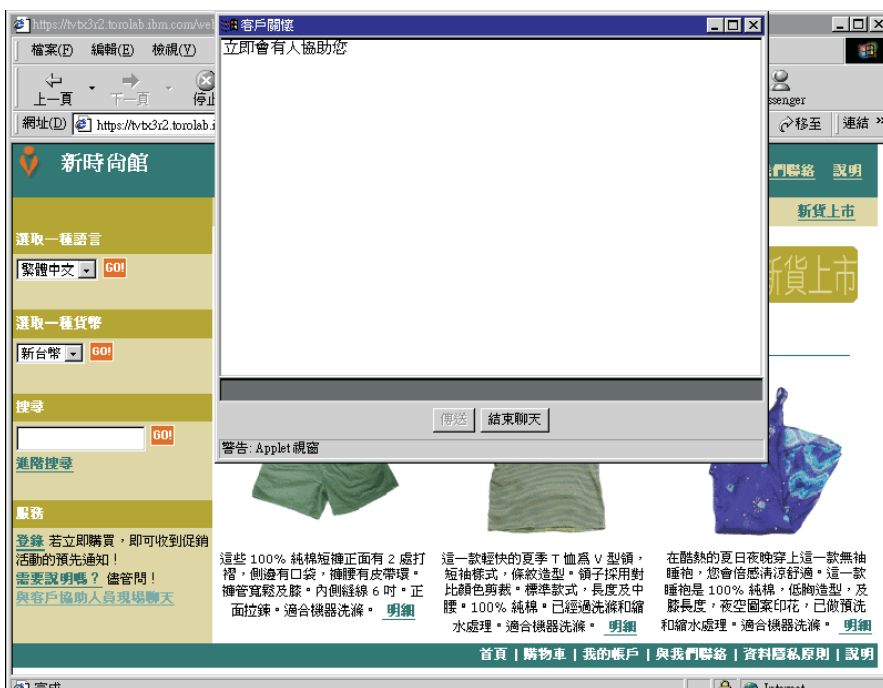 https://tvtx3r2.torolab.ibm.com/we
檔案(F) 編輯(E) 檢視(V)
上一頁 下一頁 停止
網址(D) https://tvtx3r2.torolab.i
移至 連結 »
客戶關懷
立即會有人協助您
傳送 結束聊天
警告: Applet 視窗
新時尚館
們聯絡 說明
新貨上市
選取一種語言
繁體中文 GO!
新貨上市
選取一種貨幣
新台幣 GO!
搜尋
GO!
進階搜尋
服務
登錄 若立即購買，即可收到促銷
活動的預先通知！
需要說明嗎？ 儘管問！
與客戶協助人員現場聊天
這些 100% 純棉短褲正面有 2 處打
褶，側邊有口袋，褲腰有皮帶環。
褲管寬鬆及膝。內側縫線 6 吋。正
面拉鍊。適合機器洗滌。 明細
這一款輕快的夏季 T 恤為 V 型領，
短袖樣式，條紋造型。領子採用對
比顏色剪裁。標準款式，長度及中
腰。100% 純棉。已經過洗滌和縮
水處理。適合機器洗滌。 明細
在酷熱的夏日夜晚穿上這一款無袖
睡袍，您會倍感清涼舒適。這一款
睡袍是 100% 純棉，低胸造型，及
膝長度，夜空圖案印花，已做預洗
和縮水處理。適合機器洗滌。 明細
首頁 | 購物車 | 我的帳戶 | 與我們聯絡 | 資料隱私原則 | 說明
完成
Internet